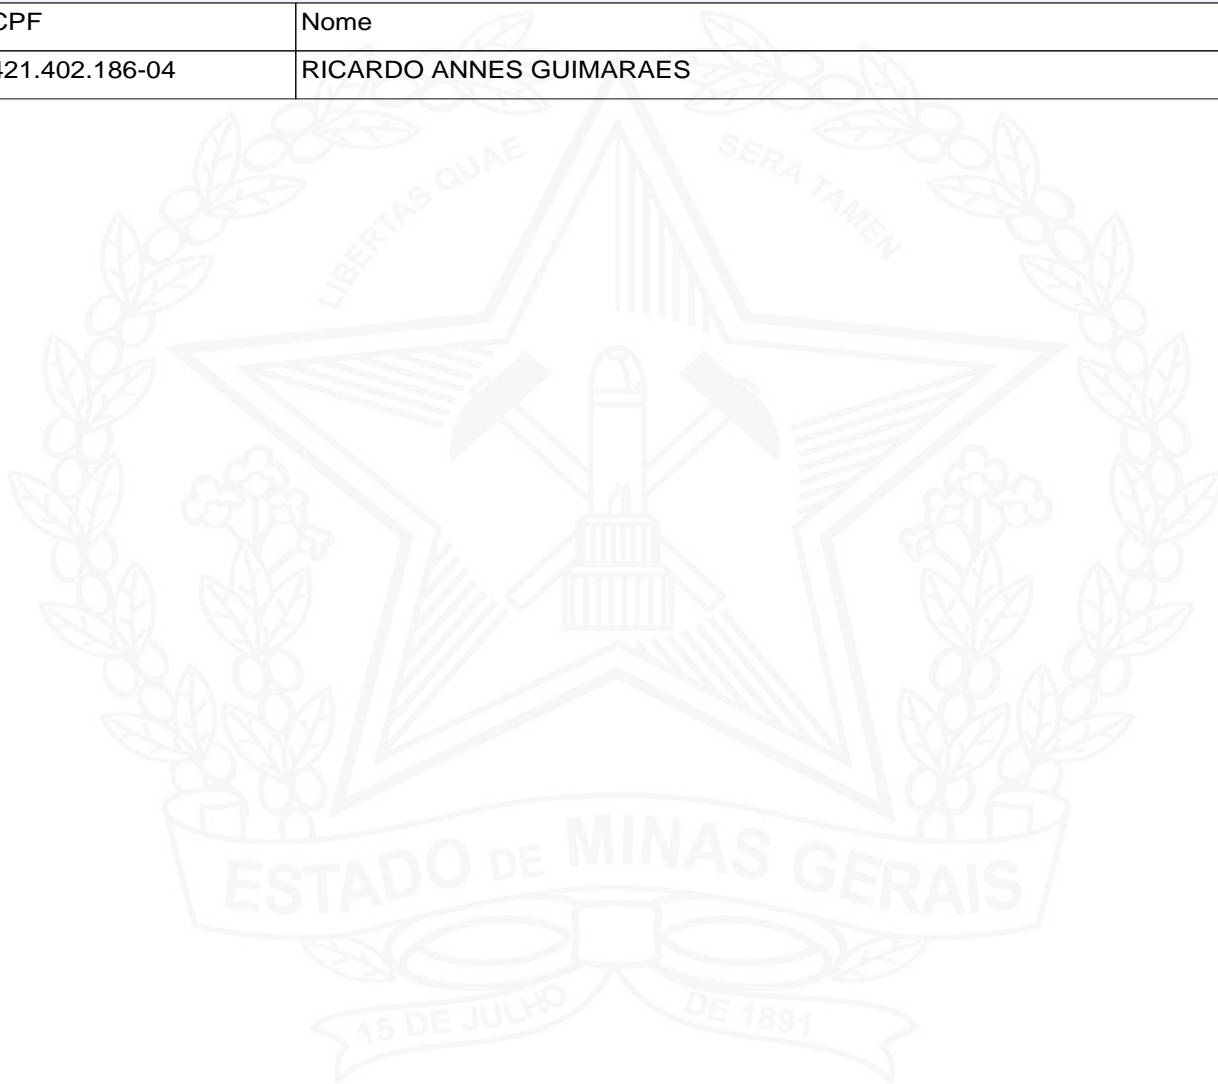 CPF Nome
421.402.186-04 RICARDO ANNES GUIMARAES
LIBERTAS QUAE SERA TAMEN
ESTADO DE MINAS GERAIS
15 DE JULHO DE 1891